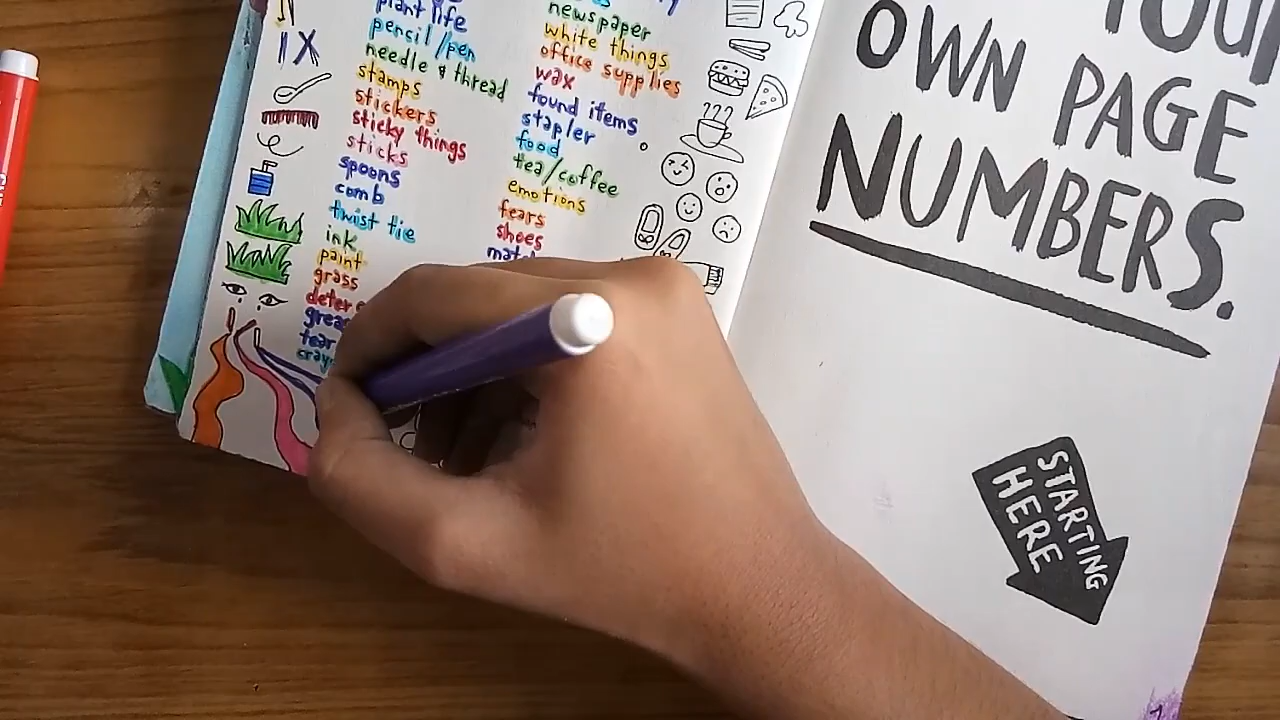 plant life
pencil/pen
needle & thread
stamps
stickers
sticky things
sticks
spoons
comb
twist tie
ink
paint
grass
newspaper
white things
office supplies
wax
found items
stapler
food
tea/coffee
emotions
fears
shoes
OWN PAGE
NUMBERS.
STARTING
HERE